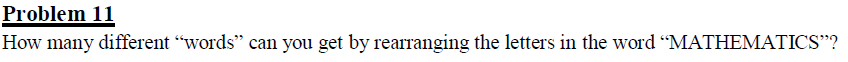 Problem 11
How many different “words” can you get by rearranging the letters in the word “MATHEMATICS”?